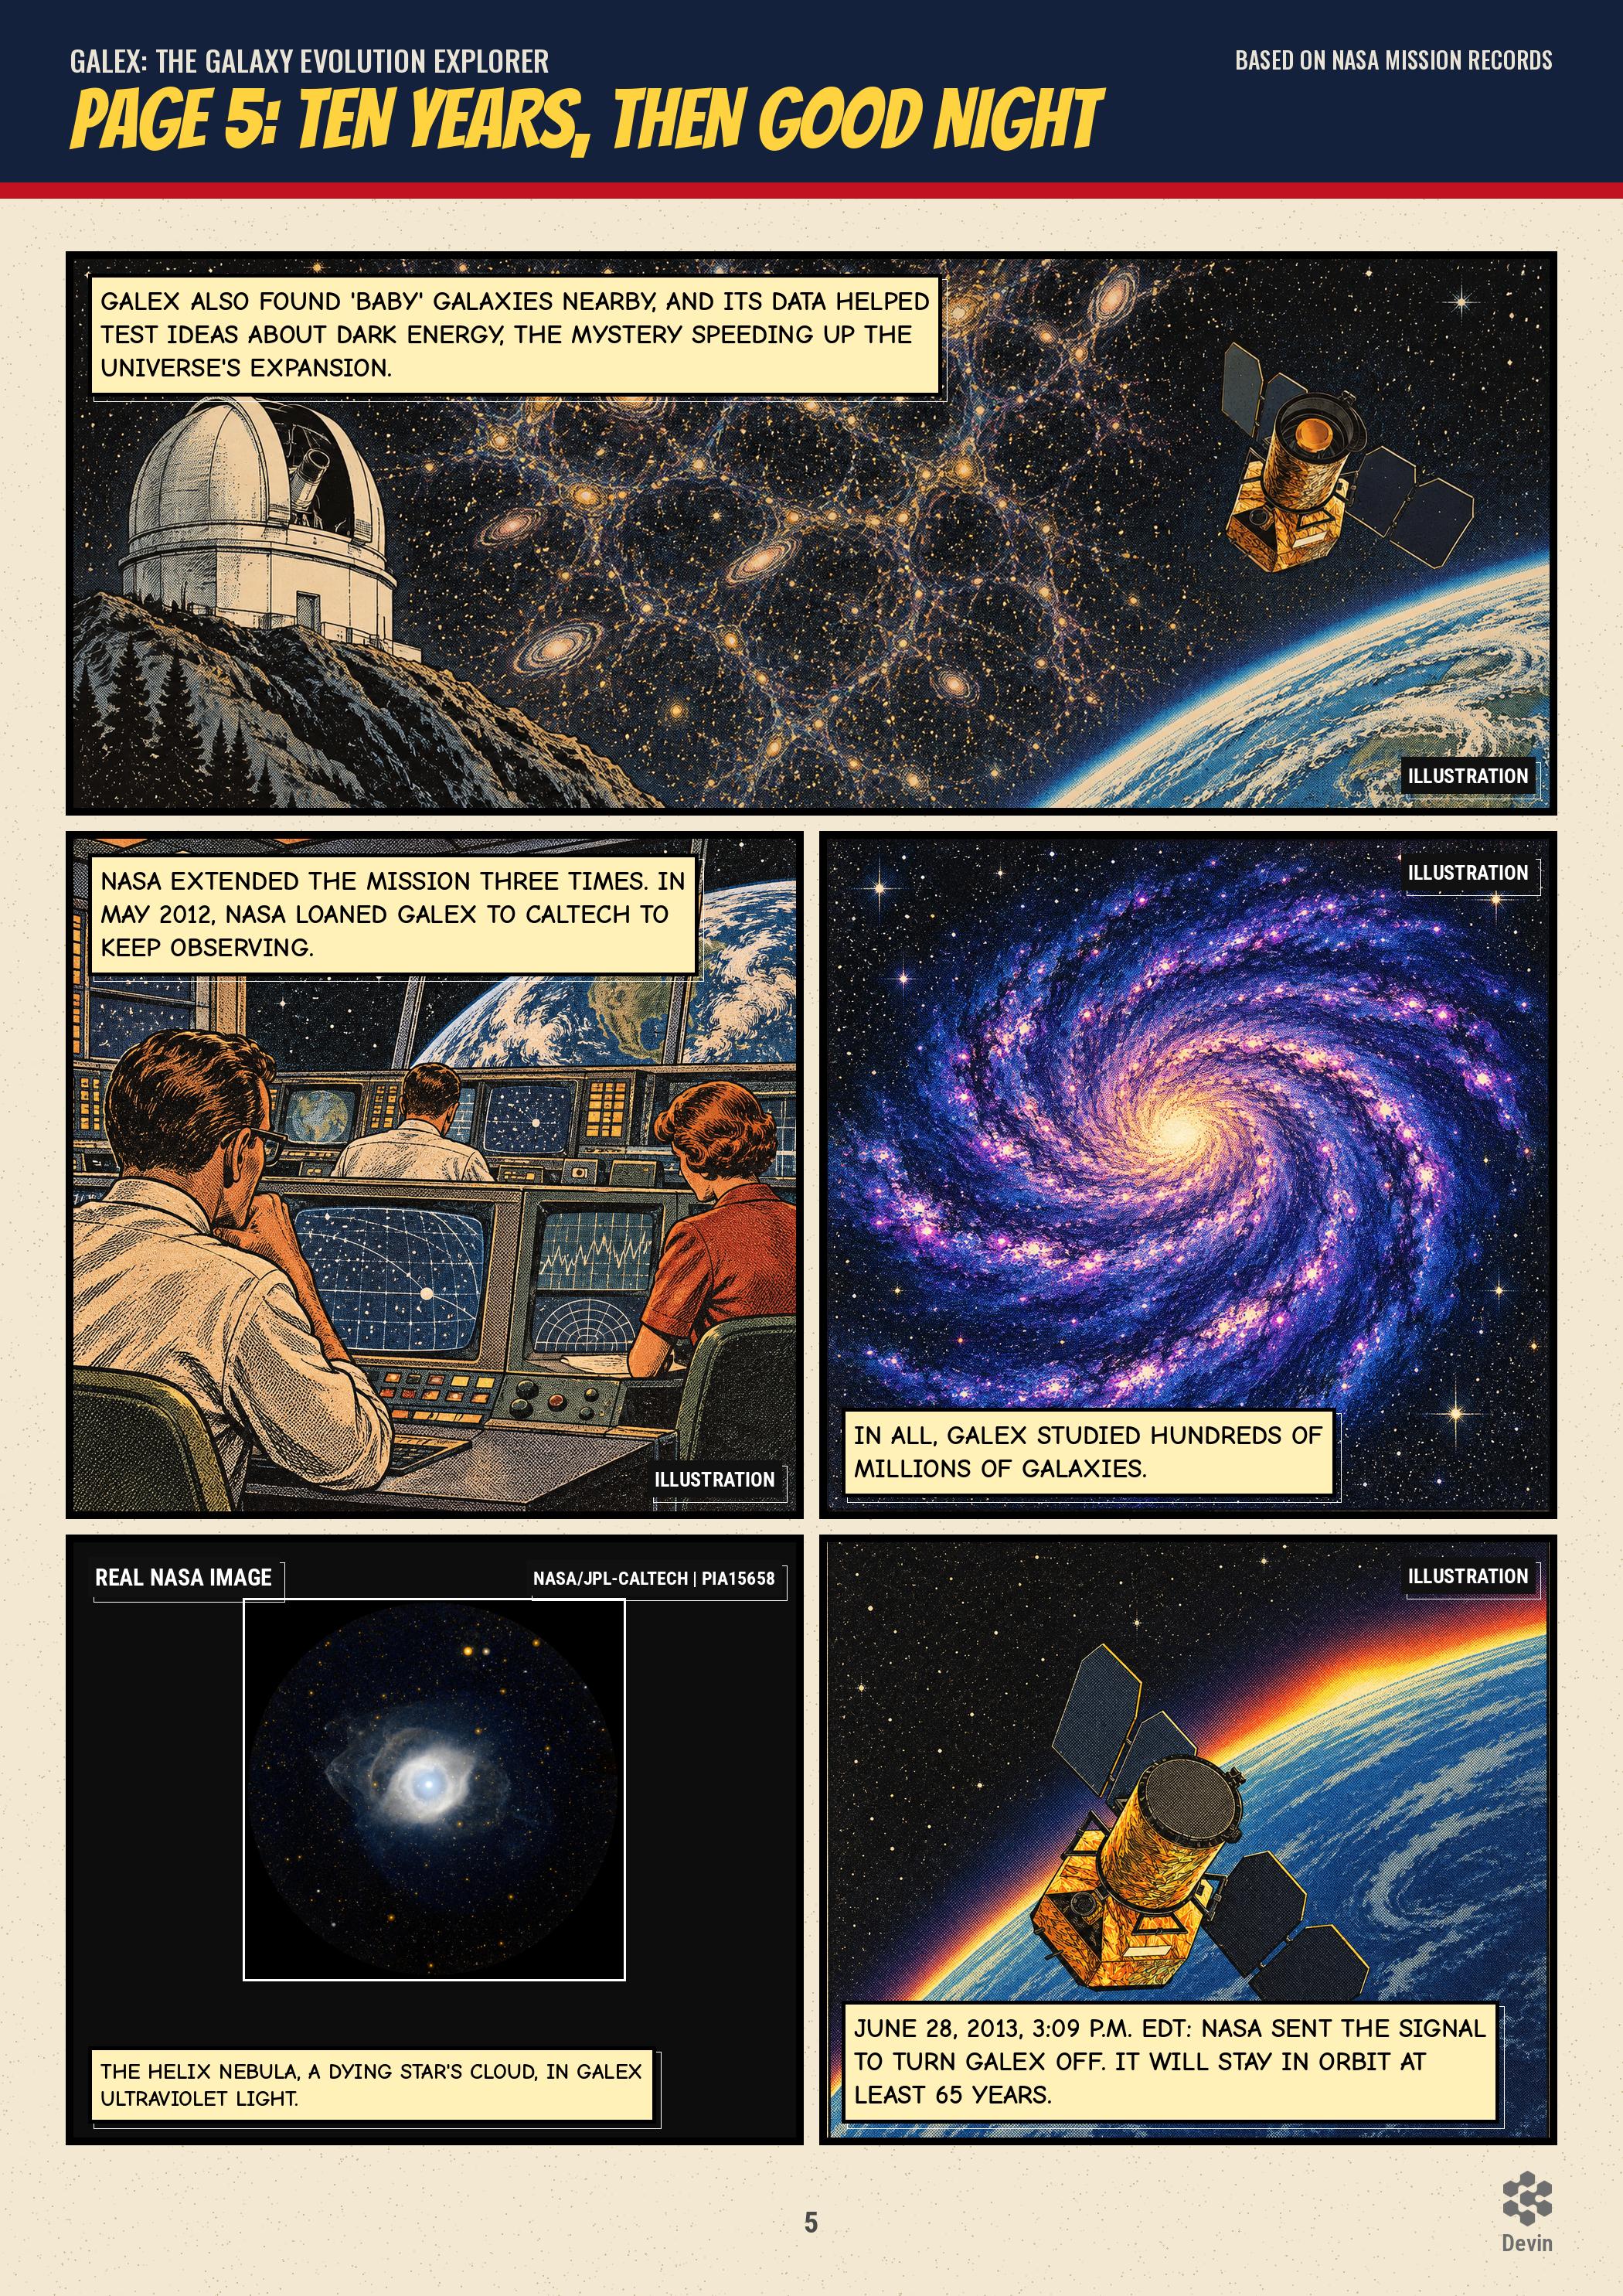 GALEX: THE GALAXY EVOLUTION EXPLORER
BASED ON NASA MISSION RECORDS
PAGE 5: TEN YEARS, THEN GOOD NIGHT
GALEX ALSO FOUND 'BABY' GALAXIES NEARBY, AND ITS DATA HELPED
TEST IDEAS ABOUT DARK ENERGY, THE MYSTERY SPEEDING UP THE
UNIVERSE'S EXPANSION.
ILLUSTRATION
NASA EXTENDED THE MISSION THREE TIMES. IN
MAY 2012, NASA LOANED GALEX TO CALTECH TO
KEEP OBSERVING.
ILLUSTRATION
ILLUSTRATION
IN ALL, GALEX STUDIED HUNDREDS OF
MILLIONS OF GALAXIES.
REAL NASA IMAGE
NASA/JPL-CALTECH | PIA15658
THE HELIX NEBULA, A DYING STAR'S CLOUD, IN GALEX
ULTRAVIOLET LIGHT.
ILLUSTRATION
JUNE 28, 2013, 3:09 P.M. EDT: NASA SENT THE SIGNAL
TO TURN GALEX OFF. IT WILL STAY IN ORBIT AT
LEAST 65 YEARS.
5
Devin